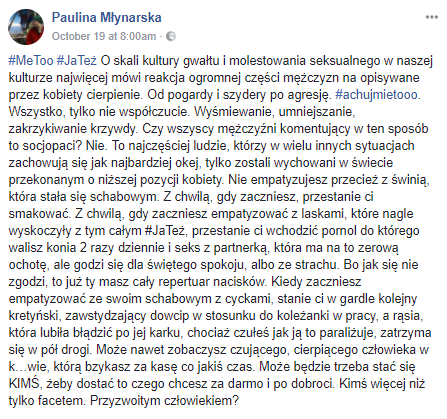 Paulina Młynarska
October 19 at 8:00am
#MeToo #JaTeż O skali kultury gwałtu i molestowania seksualnego w naszej
kulturze najwięcej mówi reakcja ogromnej części mężczyzn na opisywane
przez kobiety cierpienie. Od pogardy i szydery po agresję. #achujmietooo.
Wszystko, tylko nie współczucie. Wyśmiewanie, umniejszanie,
zakrzykiwanie krzywdy. Czy wszyscy mężczyźni komentujący w ten sposób
to socjopaci? Nie. To najczęściej ludzie, którzy w wielu innych sytuacjach
zachowują się jak najbardziej okej, tylko zostali wychowani w świecie
przekonanym o niższej pozycji kobiety. Nie empatyzujesz przecież z świnią,
która stała się schabowym. Z chwilą, gdy zaczniesz, przestanie ci
smakować. Z chwilą, gdy zaczniesz empatyzować z laskami, które nagle
wyskoczyły z tym całym #JaTeż, przestanie ci wchodzić pornol do którego
walisz konia 2 razy dziennie i seks z partnerką, która ma na to zerową
ochotę, ale godzi się dla świętego spokoju, albo ze strachu. Bo jak się nie
zgodzi, to już ty masz cały repertuar nacisków. Kiedy zaczniesz
empatyzować ze swoim schabowym z cyckami, stanie ci w gardle kolejny
kretyński, zawstydzający dowcip w stosunku do koleżanki w pracy, a rąsia,
która lubiła błądzić po jej karku, chociaż czułeś jak ją to paraliżuje, zatrzyma
się w pół drogi. Może nawet zobaczysz czującego, cierpiącego człowieka w
k...wie, którą bzykasz za kasę co jakiś czas. Może będzie trzeba stać się
KIMŚ, żeby dostać to czego chcesz za darmo i po dobroci. Kimś więcej niż
tylko facetem. Przyzwoitym człowiekiem?